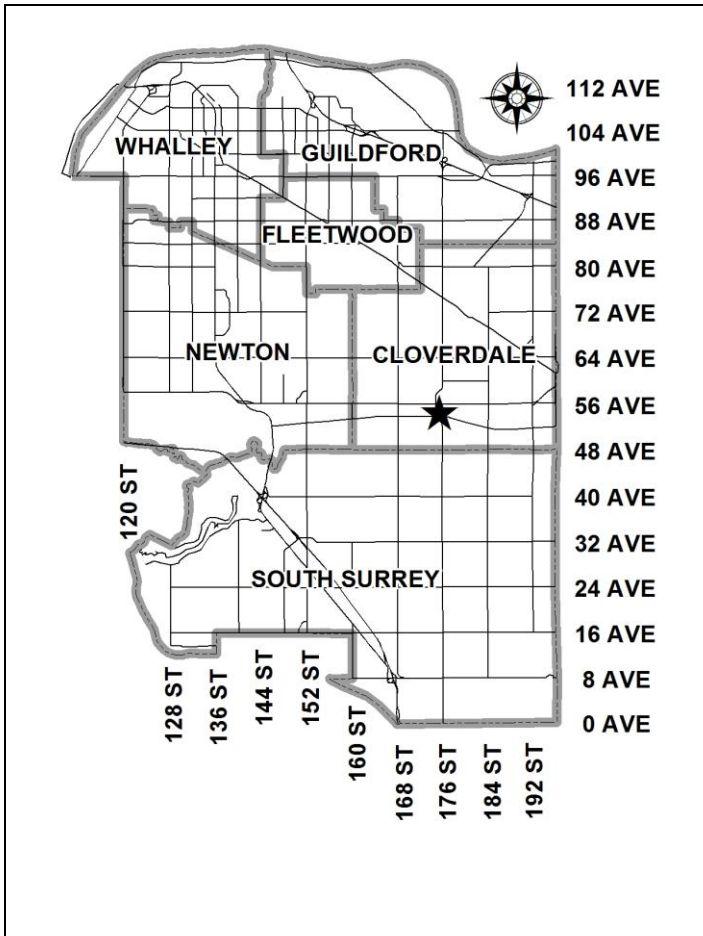 112 AVE
104 AVE
WHALLEY
GUILDFORD
96 AVE
88 AVE
FLEETWOOD
80 AVE
72 AVE
NEWTON
CLOVERDALE
64 AVE
56 AVE
48 AVE
120 ST
40 AVE
32 AVE
SOUTH SURREY
24 AVE
16 AVE
128 ST
136 ST
144 ST
152 ST
160 ST
168 ST
176 ST
184 ST
192 ST
8 AVE
0 AVE